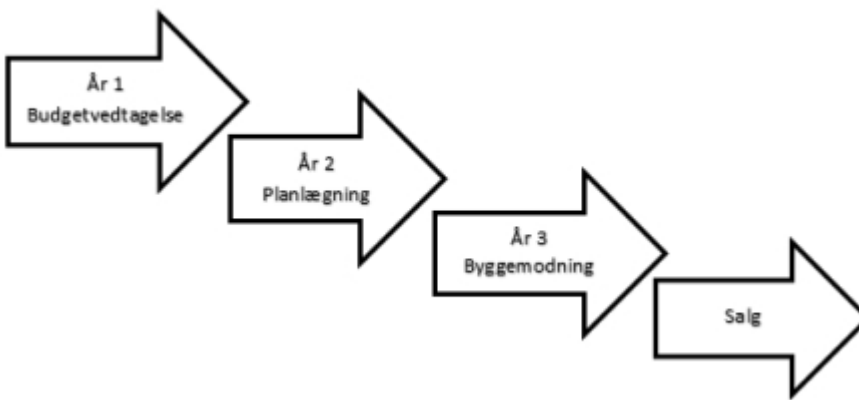 År 1
Budgetvedtagelse
År 2
Planlægning
År 3
Byggemodning
Salg